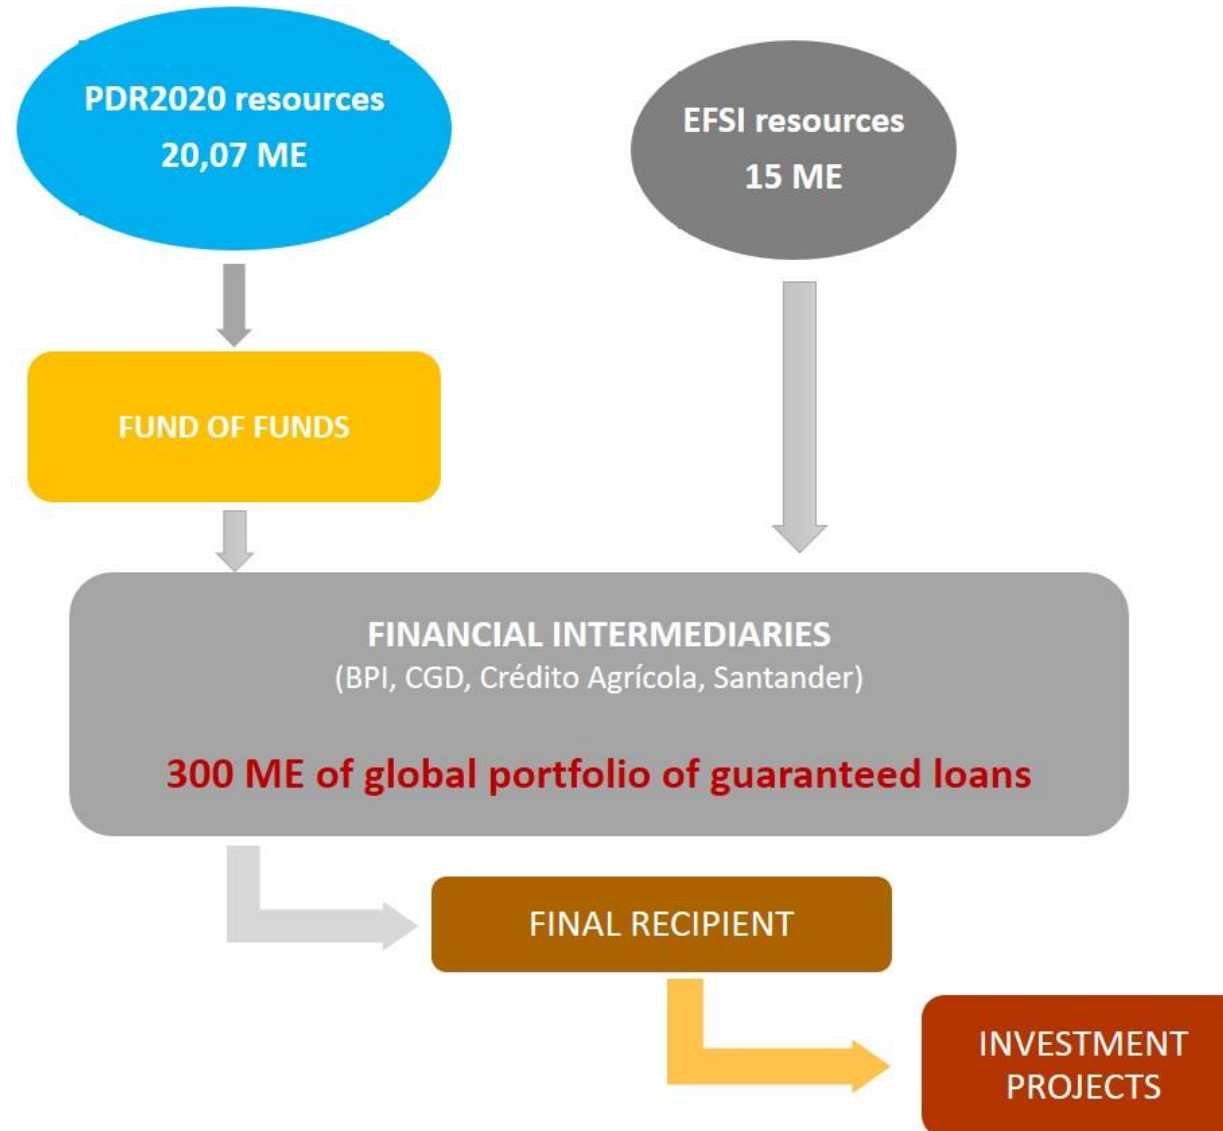 PDR2020 resources
20,07 ME
EFSI resources
15 ME
FUND OF FUNDS
FINANCIAL INTERMEDIARIES
(BPI, CGD, Crédito Agrícola, Santander)
300 ME of global portfolio of guaranteed loans
FINAL RECIPIENT
INVESTMENT
PROJECTS